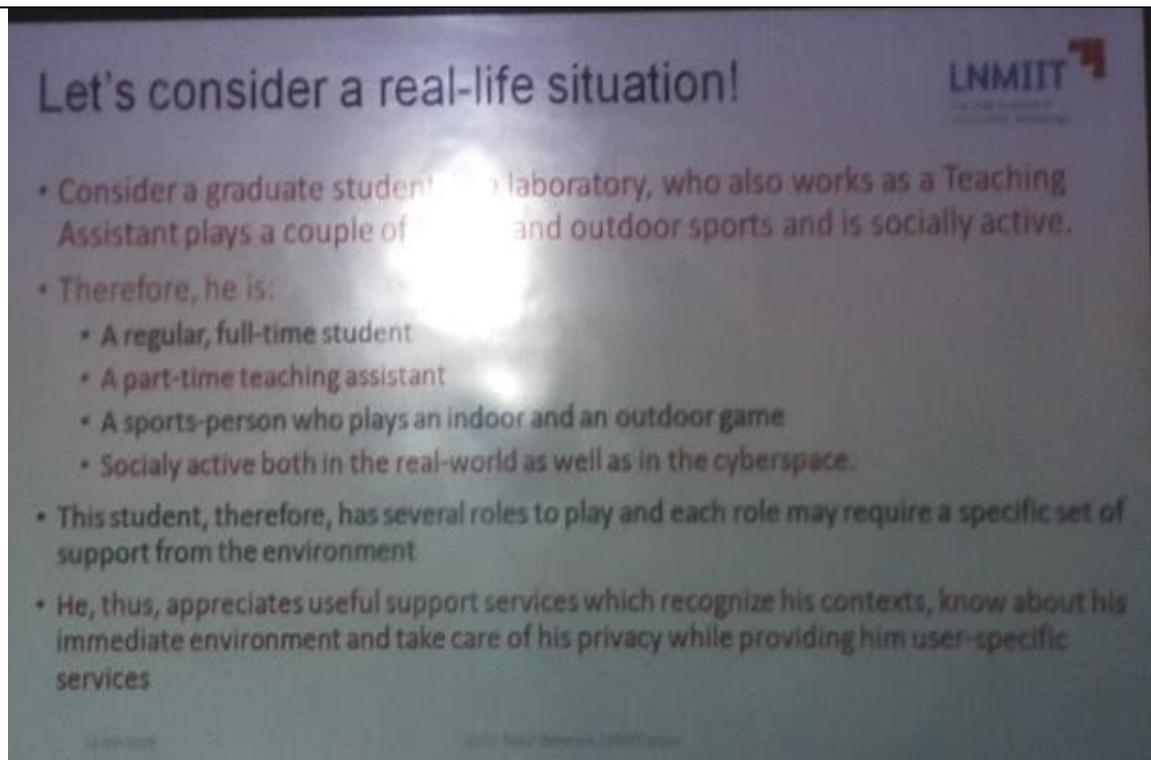 Let's consider a real-life situation!
LNMIIT
• Consider a graduate student laboratory, who also works as a Teaching
Assistant plays a couple of and outdoor sports and is socially active.
• Therefore, he is:
• A regular, full-time student
• A part-time teaching assistant
• A sports-person who plays an indoor and an outdoor game
• Socialy active both in the real-world as well as in the cyberspace.
• This student, therefore, has several roles to play and each role may require a specific set of
support from the environment
• He, thus, appreciates useful support services which recognize his contexts, know about his
immediate environment and take care of his privacy while providing him user-specific
services